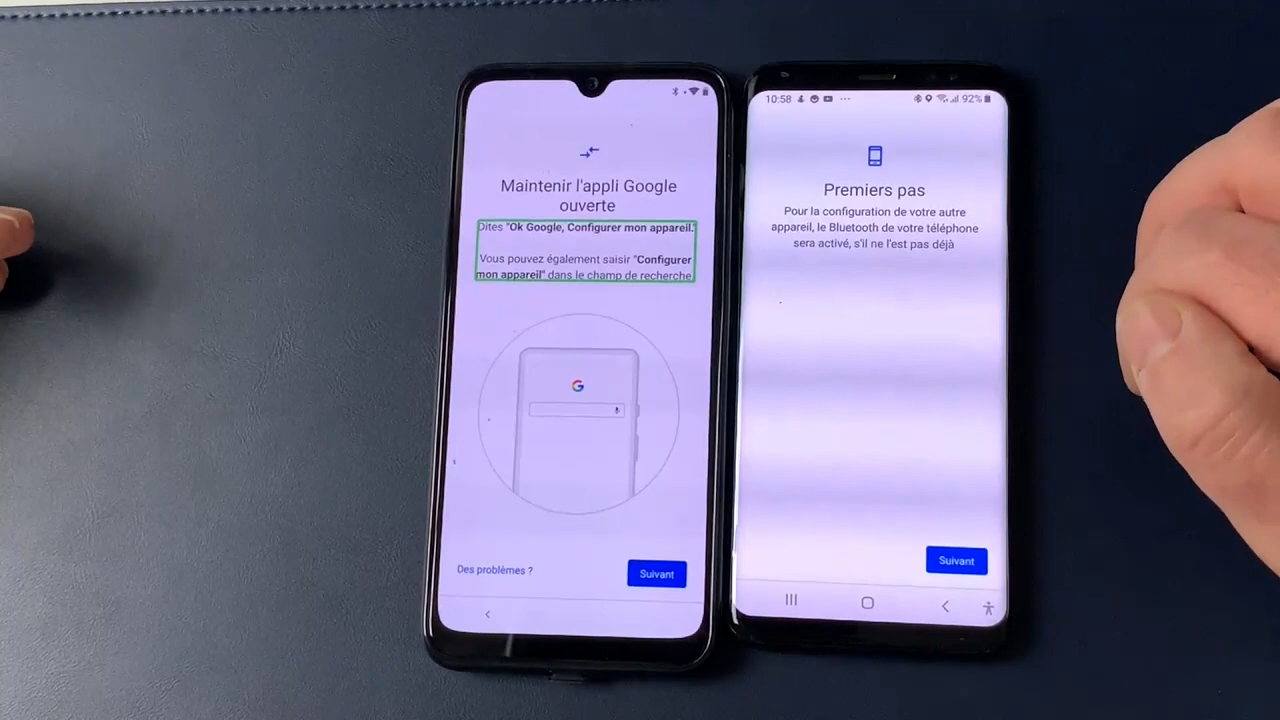 Maintenir l'appli Google
ouverte
Dites "Ok Google, Configurer mon appareil."
Vous pouvez également saisir "Configurer
mon appareil" dans le champ de recherche
G
Des problèmes ?
Suivant
10:58
92%
Premiers pas
Pour la configuration de votre autre
appareil, le Bluetooth de votre téléphone
sera activé, s'il ne l'est pas déjà
Suivant